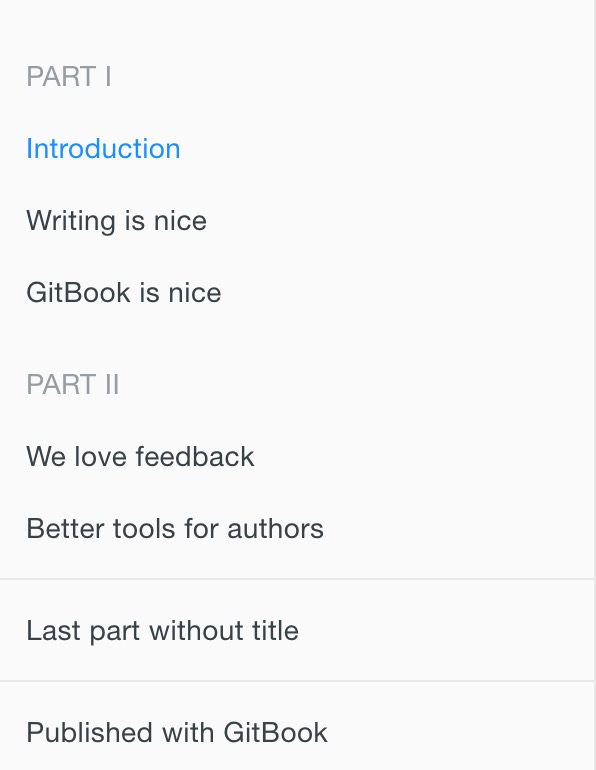 PART I
Introduction
Writing is nice
GitBook is nice
PART II
We love feedback
Better tools for authors
Last part without title
Published with GitBook